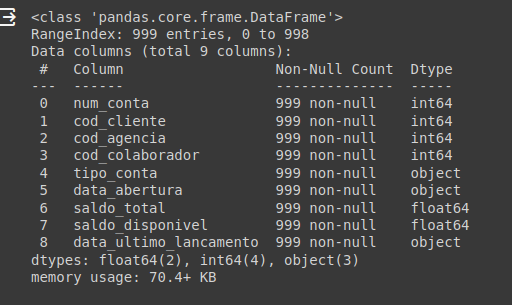 <class 'pandas.core.frame.DataFrame'>
RangeIndex: 999 entries, 0 to 998
Data columns (total 9 columns):
 #   Column                  Non-Null Count  Dtype
---  ------                  --------------  -----
 0   num_conta               999 non-null    int64
 1   cod_cliente             999 non-null    int64
 2   cod_agencia             999 non-null    int64
 3   cod_colaborador         999 non-null    int64
 4   tipo_conta              999 non-null    object
 5   data_abertura           999 non-null    object
 6   saldo_total             999 non-null    float64
 7   saldo_disponivel        999 non-null    float64
 8   data_ultimo_lancamento  999 non-null    object
dtypes: float64(2), int64(4), object(3)
memory usage: 70.4+ KB